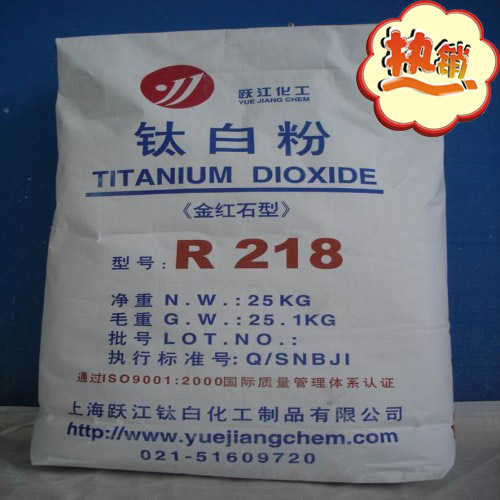 热销
跃江化工
YUE JIANG CHEM
钛白粉
TITANIUM DIOXIDE
《金红石型》
型号: R 218
净重 N.W.:25KG
毛重 G.W.:25.1KG
批号 LOT.NO.:
执行标准号: Q/SNBJI
通过ISO9001:2000国际质量管理体系认证
上海跃江钛白化工制品有限公司
http://www.yuejiangchem.com
021-51609720